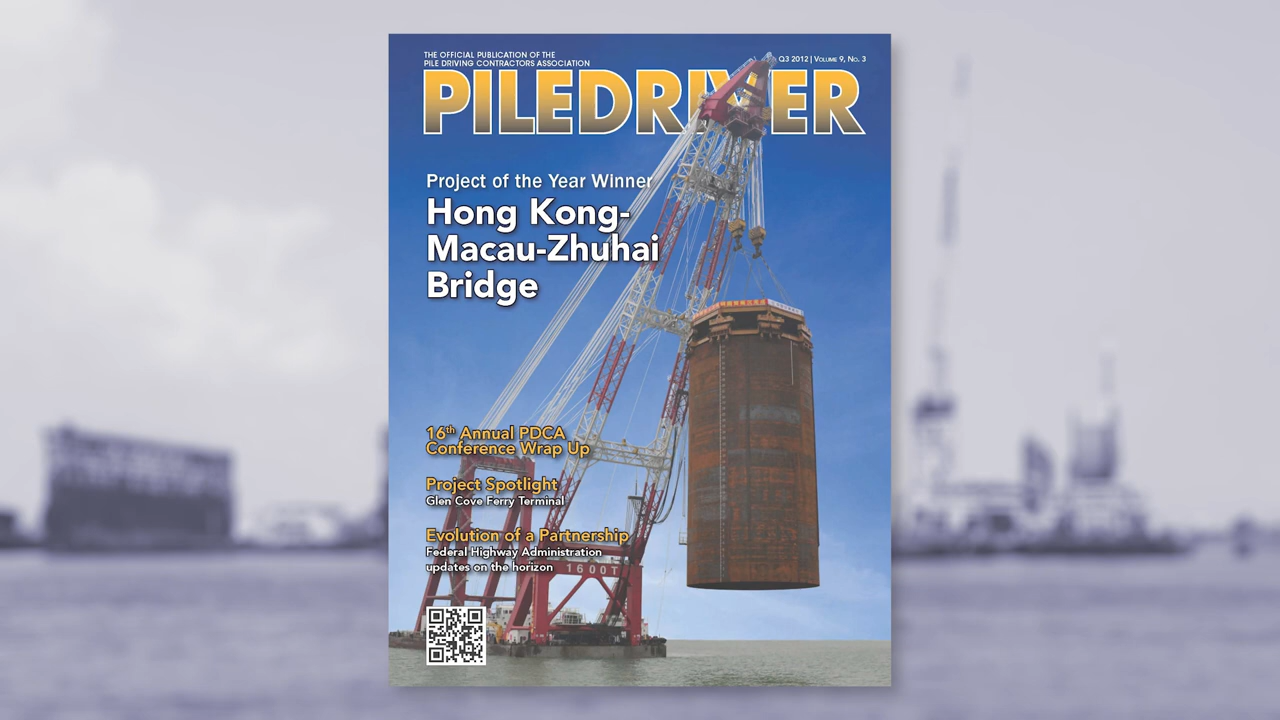 THE OFFICIAL PUBLICATION OF THE
PILE DRIVING CONTRACTORS ASSOCIATION
Q3 2012 | VOLUME 9, NO. 3
PILEDRIVER
Project of the Year Winner
Hong Kong-
Macau-Zhuhai
Bridge
16th Annual PDCA
Conference Wrap Up
Project Spotlight
Glen Cove Ferry Terminal
Evolution of a Partnership
Federal Highway Administration
updates on the horizon
1600T